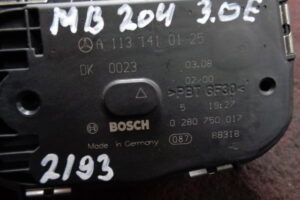 MB 204 3.0E
A 113 141 01 25
DK 0023
03.08
02:00
>PBT GF30<
5 19:27
BOSCH
0 280 750 017
Made in Germany
087
88318
2193